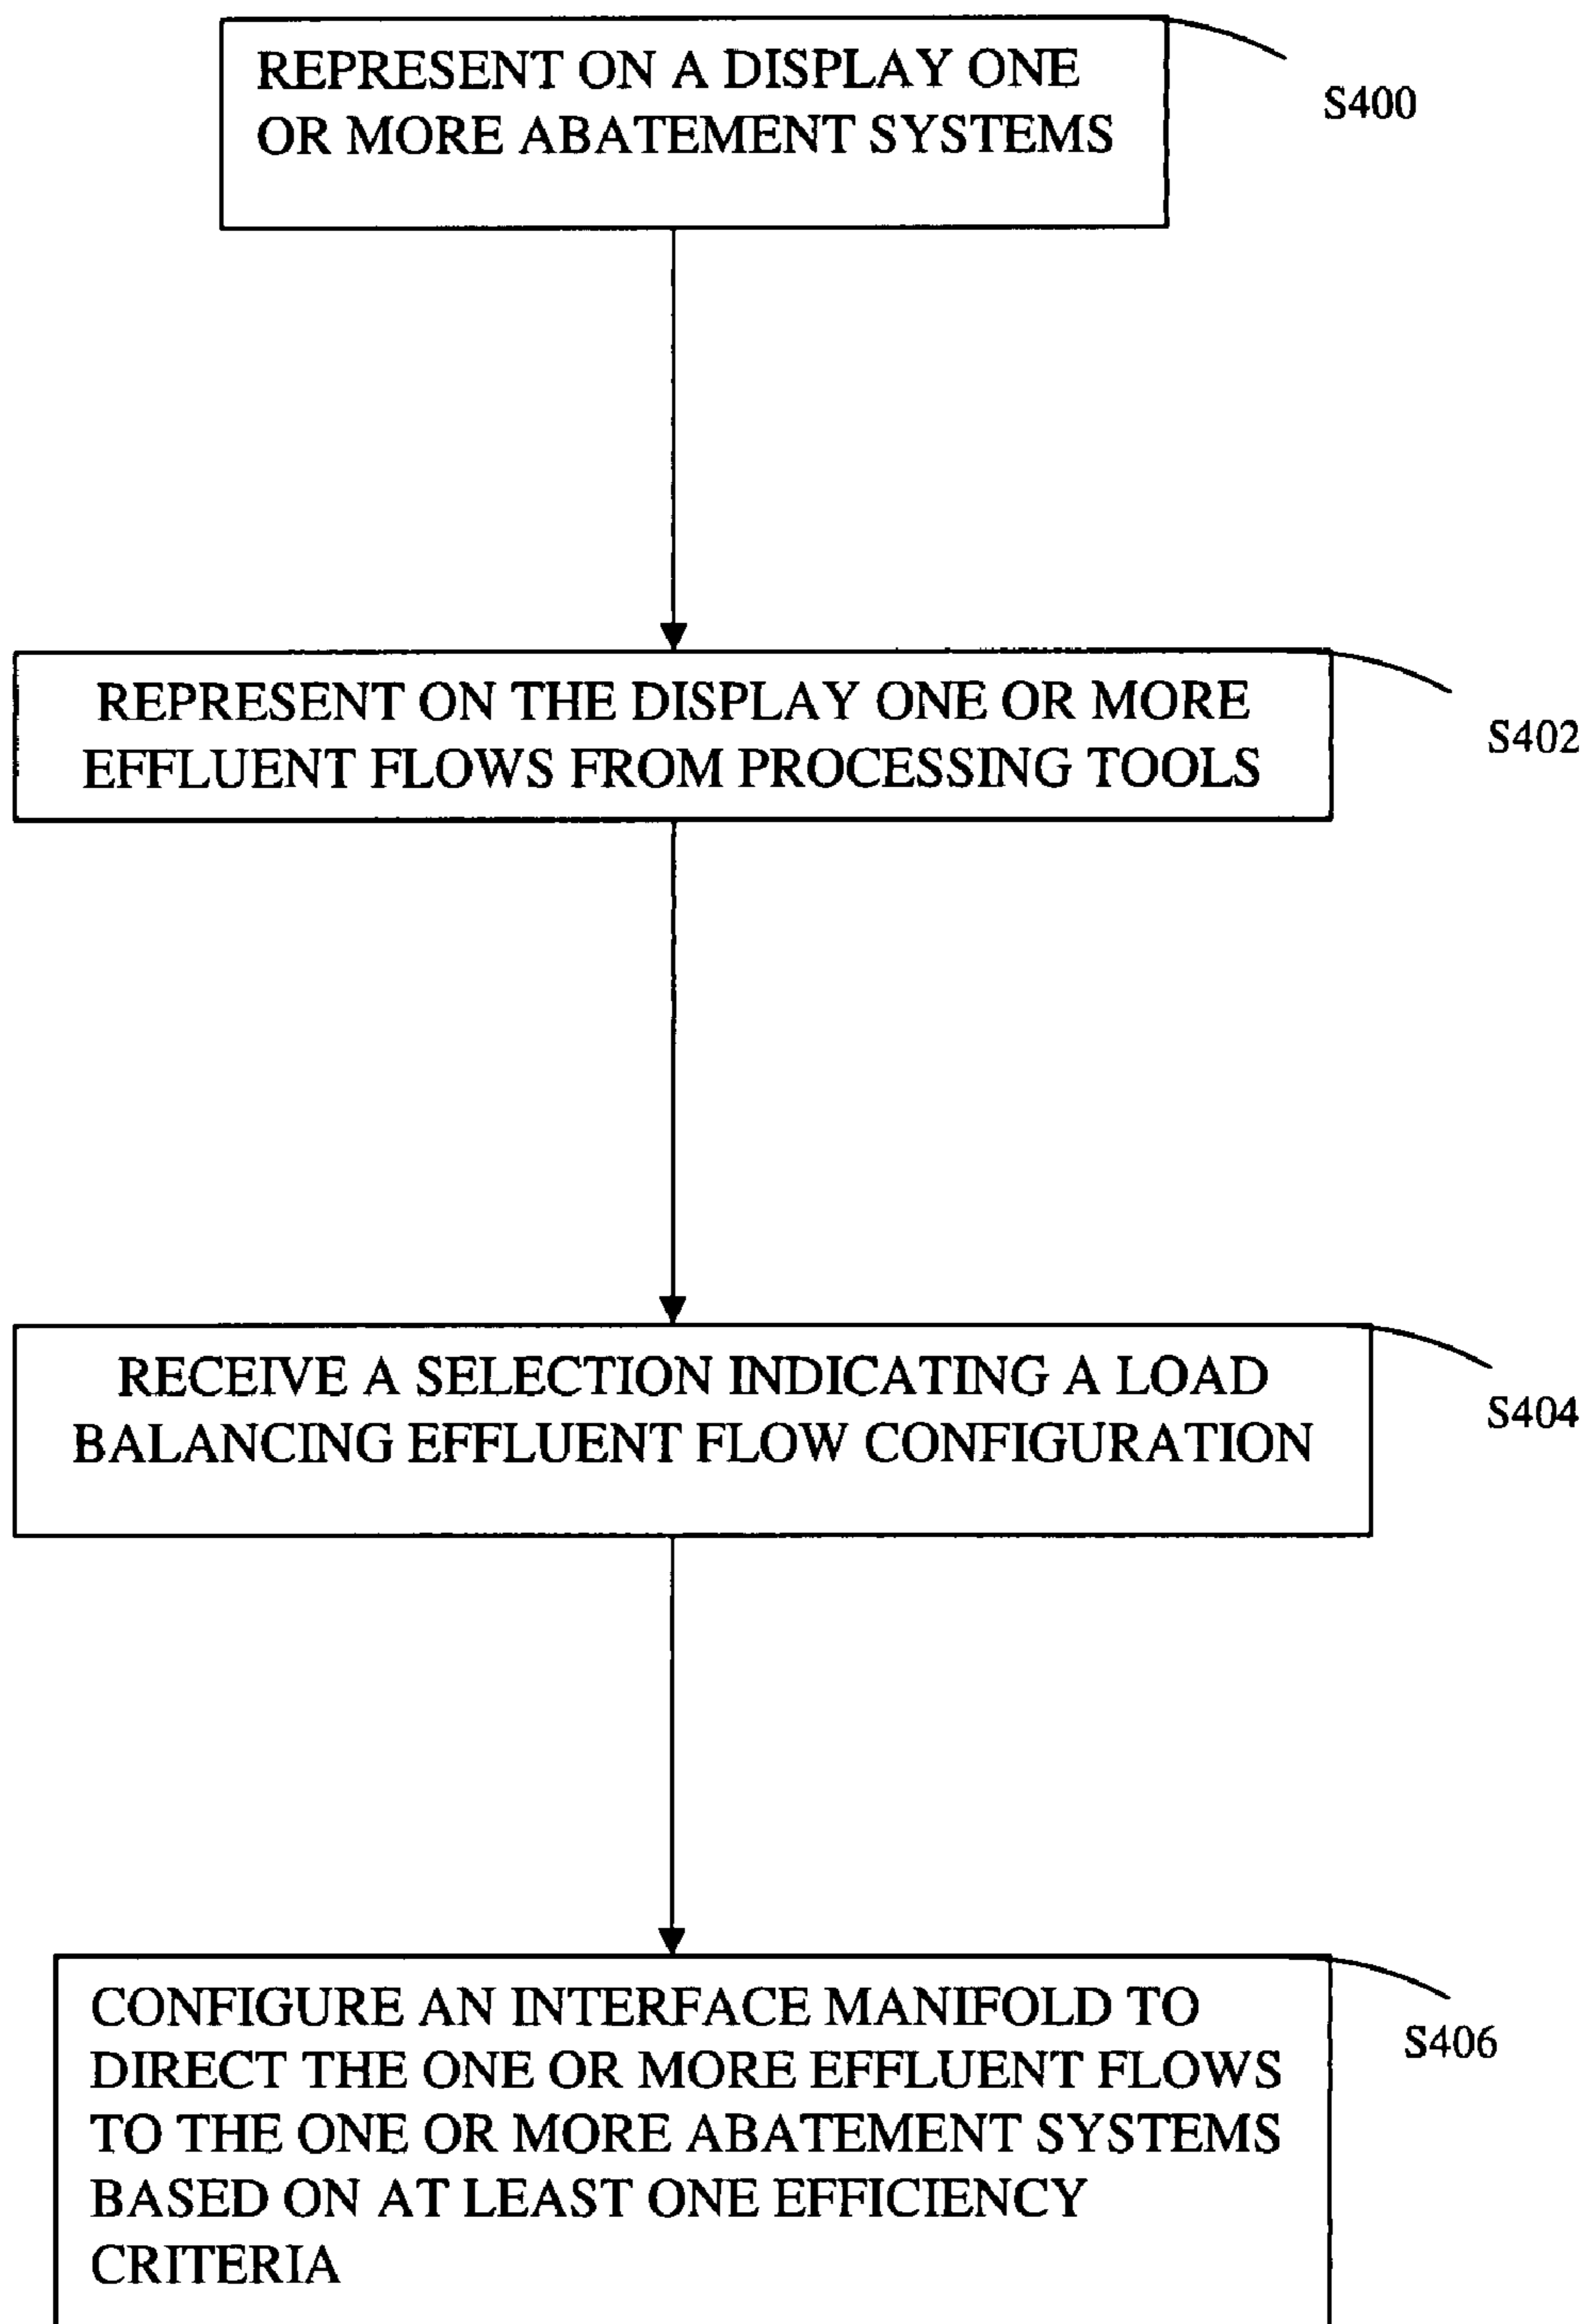 REPRESENT ON A DISPLAY ONE
OR MORE ABATEMENT SYSTEMS
S400
REPRESENT ON THE DISPLAY ONE OR MORE
EFFLUENT FLOWS FROM PROCESSING TOOLS
S402
RECEIVE A SELECTION INDICATING A LOAD
BALANCING EFFLUENT FLOW CONFIGURATION
S404
CONFIGURE AN INTERFACE MANIFOLD TO
DIRECT THE ONE OR MORE EFFLUENT FLOWS
TO THE ONE OR MORE ABATEMENT SYSTEMS
BASED ON AT LEAST ONE EFFICIENCY
CRITERIA
S406